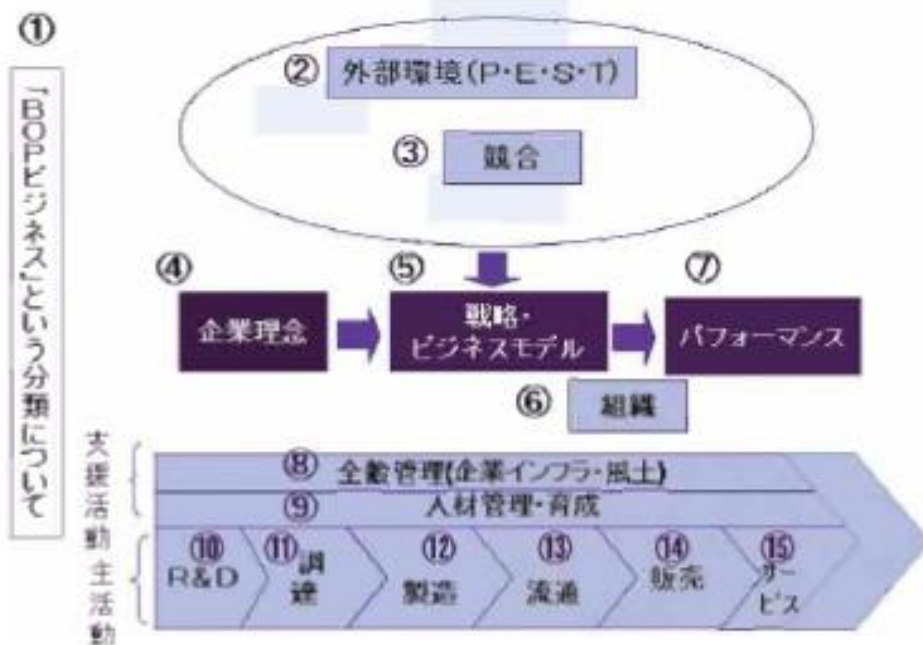 ①
「BOPビジネス」という分類について
② 外部環境(P・E・S・T)
③ 競合
④
企業理念
⑤
戦略・
ビジネスモデル
⑦
パフォーマンス
⑥ 組織
支援活動
⑧ 全般管理(企業インフラ・風土)
⑨ 人材管理・育成
主活動
⑩
R&D
⑪ 調
達
⑫
製造
⑬
流通
⑭
販売
⑮
サー
ビス